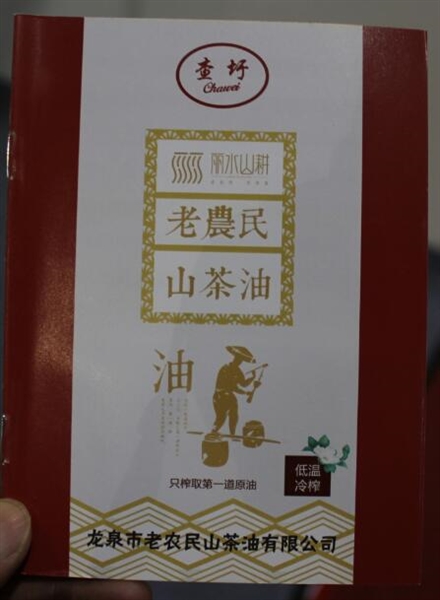 查圩
Chawei
丽水山耕
老農民
山茶油
油
只榨取第一道原油
低温
冷榨
龙泉市老农民山茶油有限公司